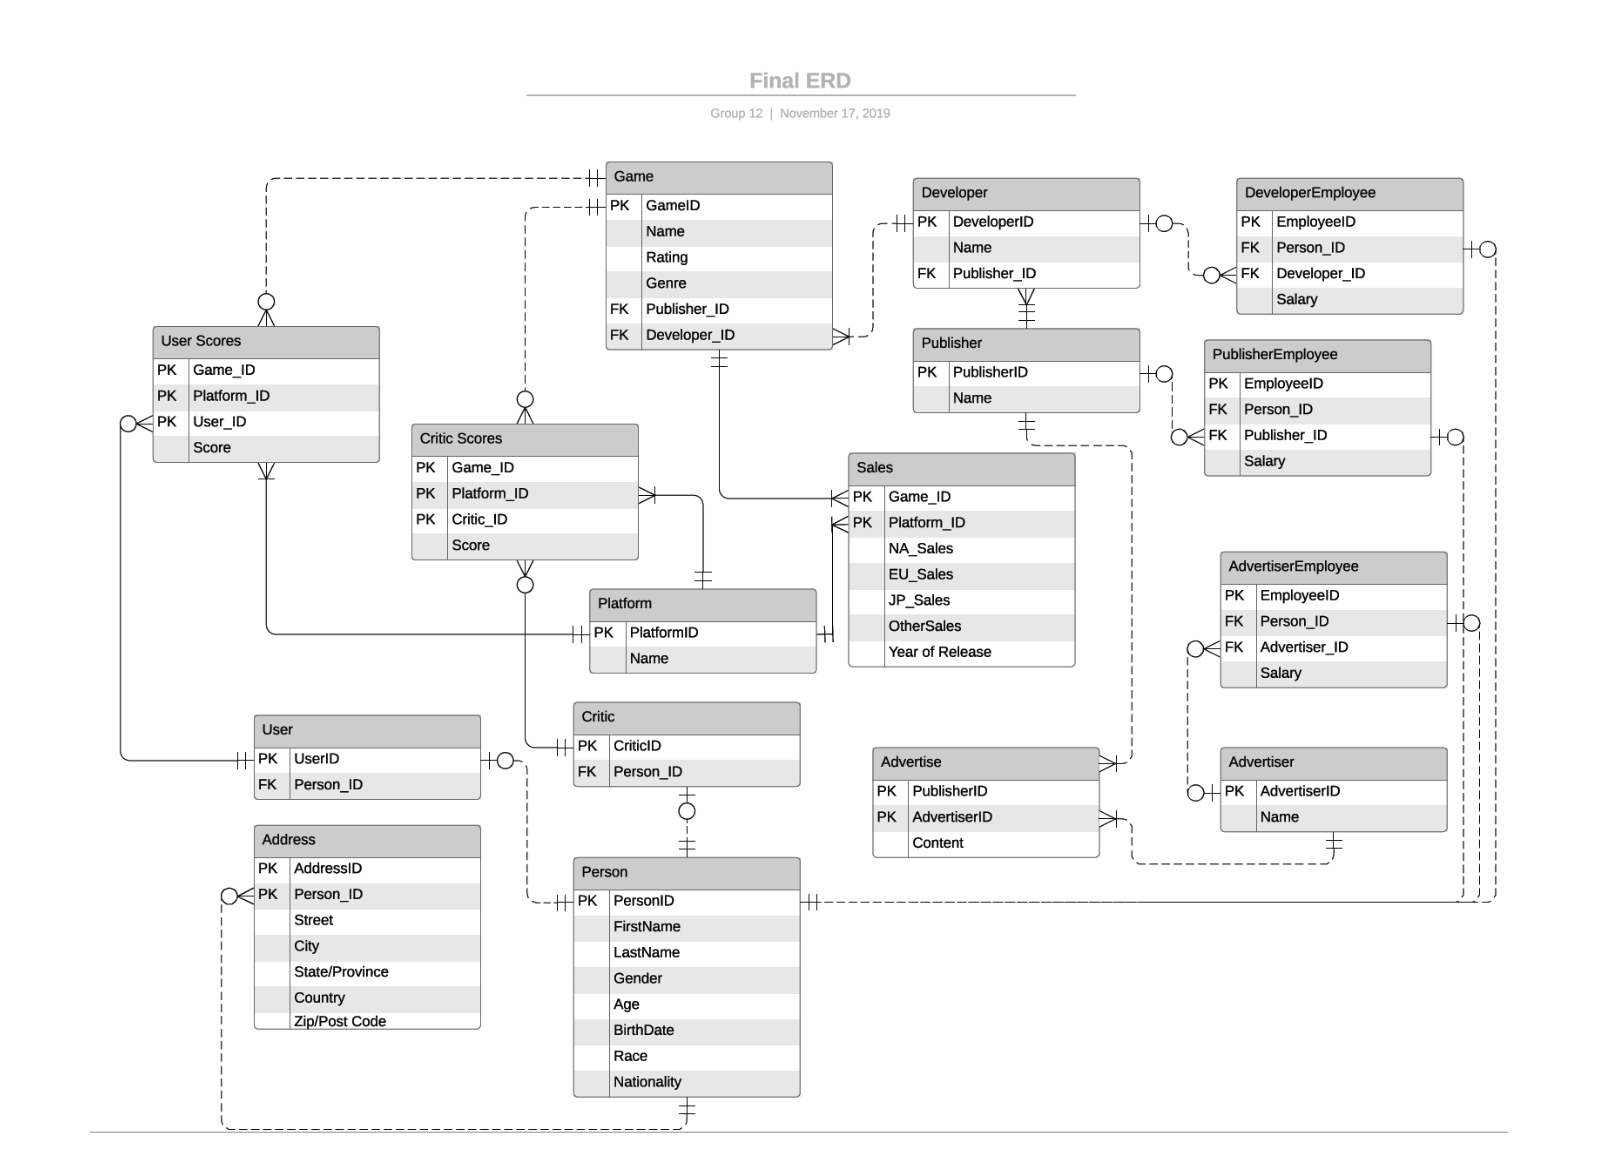 Final ERD
Group 12 | November 17, 2019
Game
PK GameID
Name
Rating
Genre
FK Publisher_ID
FK Developer_ID
Developer
PK DeveloperID
Name
FK Publisher_ID
DeveloperEmployee
PK EmployeeID
FK Person_ID
FK Developer_ID
Salary
User Scores
PK Game_ID
PK Platform_ID
PK User_ID
Score
Publisher
PK PublisherID
Name
PublisherEmployee
PK EmployeeID
FK Person_ID
FK Publisher_ID
Salary
Critic Scores
PK Game_ID
PK Platform_ID
PK Critic_ID
Score
Sales
PK Game_ID
PK Platform_ID
NA_Sales
EU_Sales
JP_Sales
OtherSales
Year of Release
Platform
PK PlatformID
Name
AdvertiserEmployee
PK EmployeeID
FK Person_ID
FK Advertiser_ID
Salary
User
PK UserID
FK Person_ID
Critic
PK CriticID
FK Person_ID
Advertise
PK PublisherID
PK AdvertiserID
Content
Advertiser
PK AdvertiserID
Name
Address
PK AddressID
PK Person_ID
Street
City
State/Province
Country
Zip/Post Code
Person
PK PersonID
FirstName
LastName
Gender
Age
BirthDate
Race
Nationality